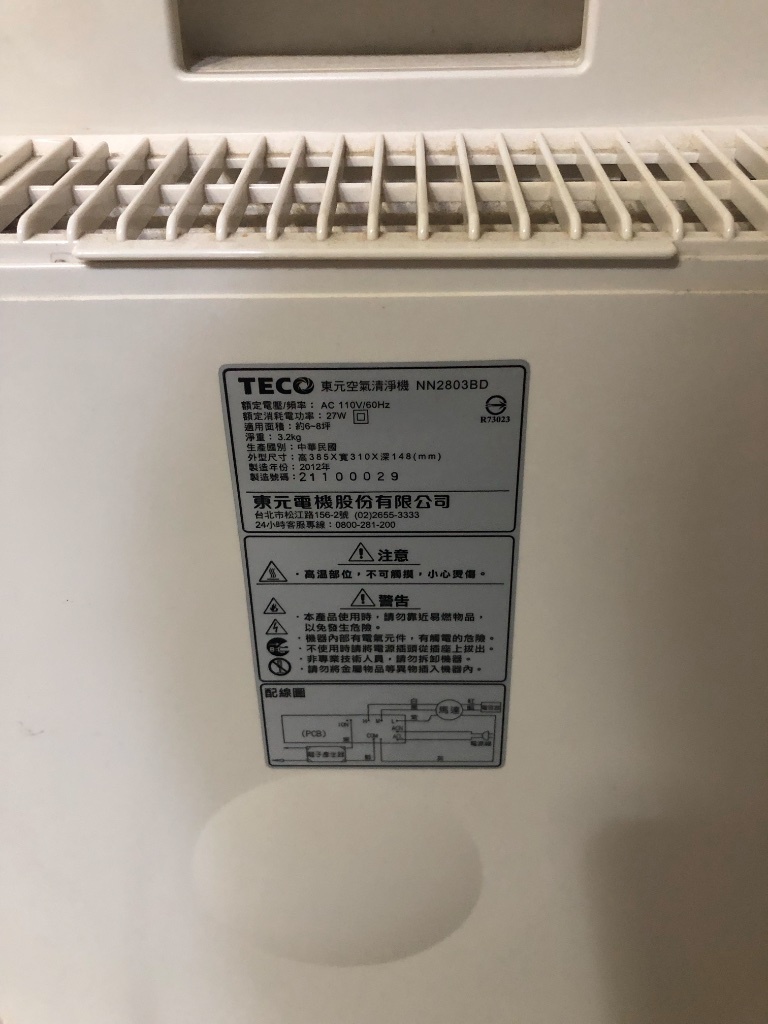 TECO 東元空氣清淨機 NN2803BD
額定電壓/頻率： AC 110V/60Hz
額定消耗電功率：27W
適用面積：約6~8坪
淨重：3.2kg
生產國別：中華民國
外型尺寸：高385X寬310X深148(mm)
製造年份：2012年
製造號碼：21100029
R73023
東元電機股份有限公司
台北市松江路156-2號 (02)2655-3333
24小時客服專線：0800-281-200
注意
・高溫部位，不可觸摸，小心燙傷。
警告
・本產品使用時，請勿靠近易燃物品，
以免發生危險。
・機器內部有電氣元件，有觸電的危險。
・不使用時請將電源插頭從插座上拔出。
・非專業技術人員，請勿拆卸機器。
・請勿將金屬物品等異物插入機器內。
配線圖
馬達
(PCB)
CON
COM
ACL
電源線